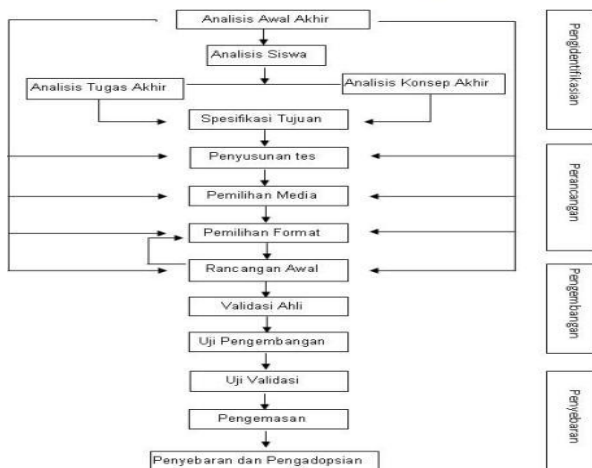 Analisis Awal Akhir
Analisis Siswa
Analisis Tugas Akhir
Analisis Konsep Akhir
Spesifikasi Tujuan
Penyusunan tes
Pemilihan Media
Pemilihan Format
Rancangan Awal
Validasi Ahli
Uji Pengembangan
Uji Validasi
Pengemasan
Penyebaran dan Pengadopsian
Pengidentifikasian
Perancangan
Pengembangan
Penyebaran